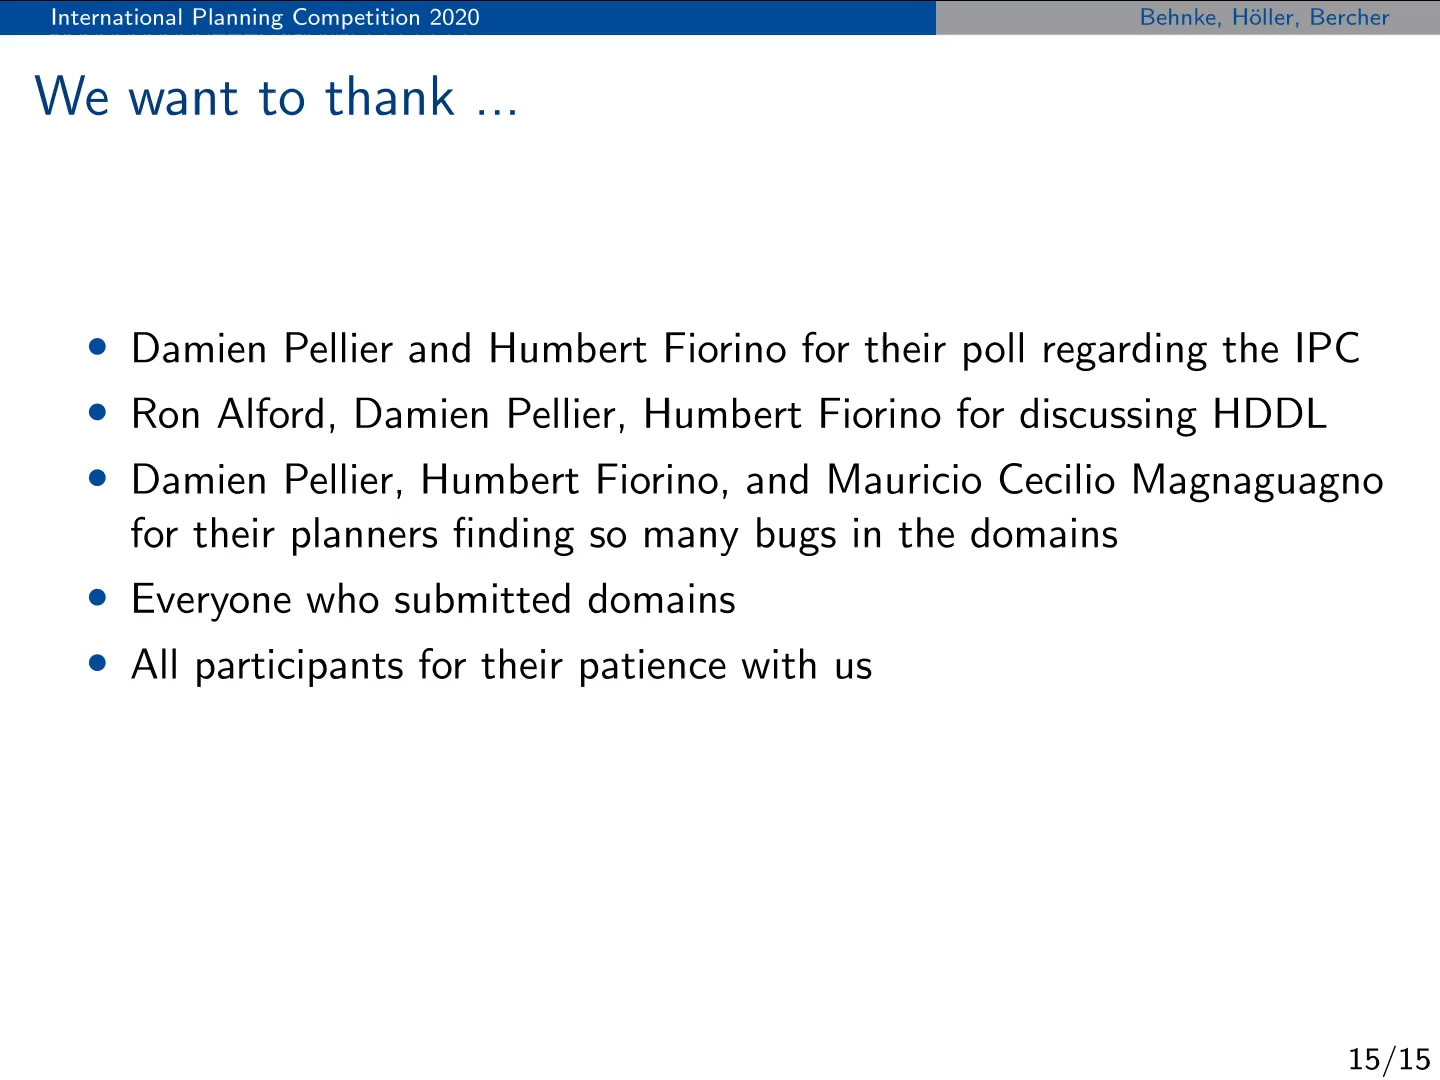 International Planning Competition 2020
Behnke, Höller, Bercher
We want to thank ...
• Damien Pellier and Humbert Fiorino for their poll regarding the IPC
• Ron Alford, Damien Pellier, Humbert Fiorino for discussing HDDL
• Damien Pellier, Humbert Fiorino, and Mauricio Cecilio Magnaguagno
for their planners finding so many bugs in the domains
• Everyone who submitted domains
• All participants for their patience with us
15/15